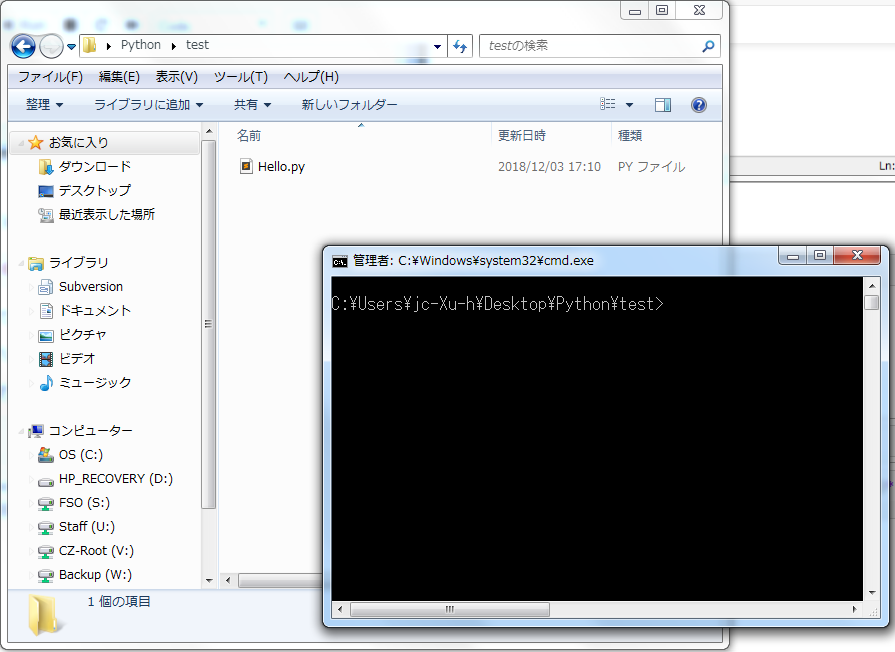 Python ▸ test
testの検索
ファイル(F) 編集(E) 表示(V) ツール(T) ヘルプ(H)
整理 ライブラリに追加 共有 新しいフォルダー
名前 更新日時 種類
Hello.py 2018/12/03 17:10 PY ファイル
お気に入り
ダウンロード
デスクトップ
最近表示した場所
ライブラリ
Subversion
ドキュメント
ピクチャ
ビデオ
ミュージック
コンピューター
OS (C:)
HP_RECOVERY (D:)
FSO (S:)
Staff (U:)
CZ-Root (V:)
Backup (W:)
1 個の項目
Ln:
管理者: C:¥Windows¥system32¥cmd.exe
C:¥Users¥jc-Xu-h¥Desktop¥Python¥test>